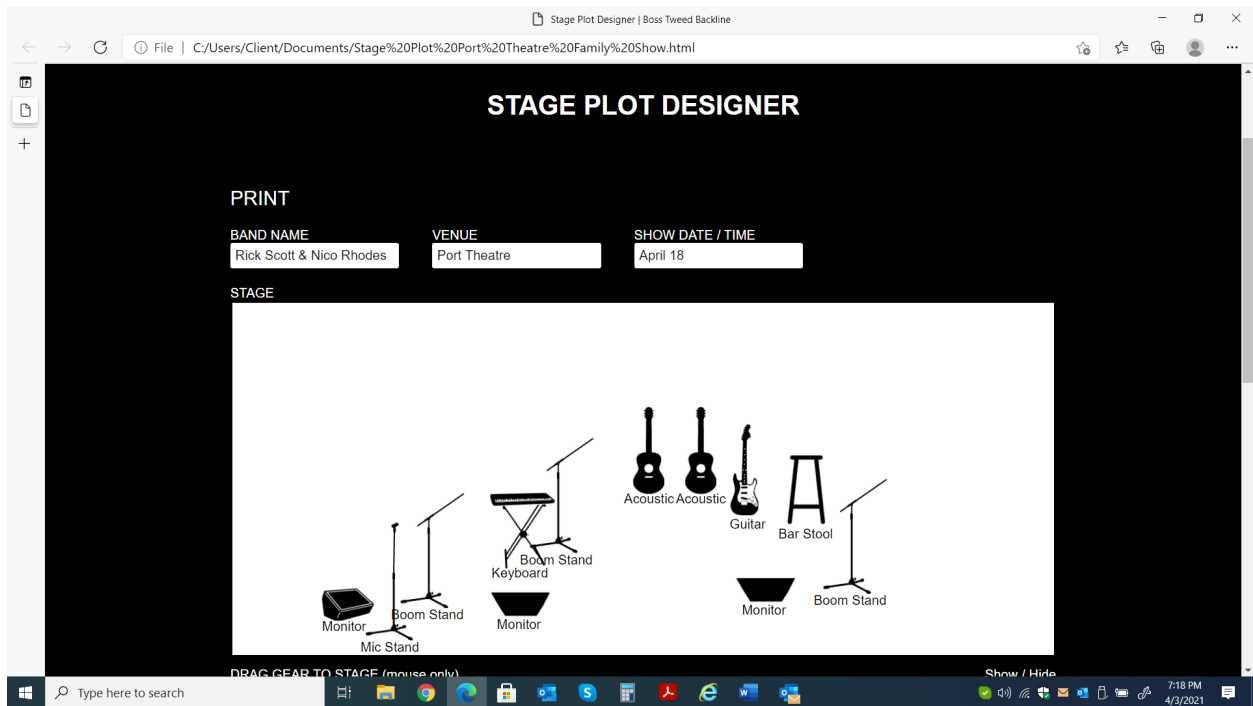 Stage Plot Designer | Boss Tweed Backline
File | C:/Users/Client/Documents/Stage%20Plot%20Port%20Theatre%20Family%20Show.html
STAGE PLOT DESIGNER
PRINT
BAND NAME VENUE SHOW DATE / TIME
Rick Scott & Nico Rhodes Port Theatre April 18
STAGE
Acoustic Acoustic
Guitar
Bar Stool
Boom Stand
Keyboard
Boom Stand
Monitor
Boom Stand
Monitor
Monitor
Mic Stand
DRAG GEAR TO STAGE (mouse only) Show / Hide
Type here to search
7:18 PM
4/3/2021